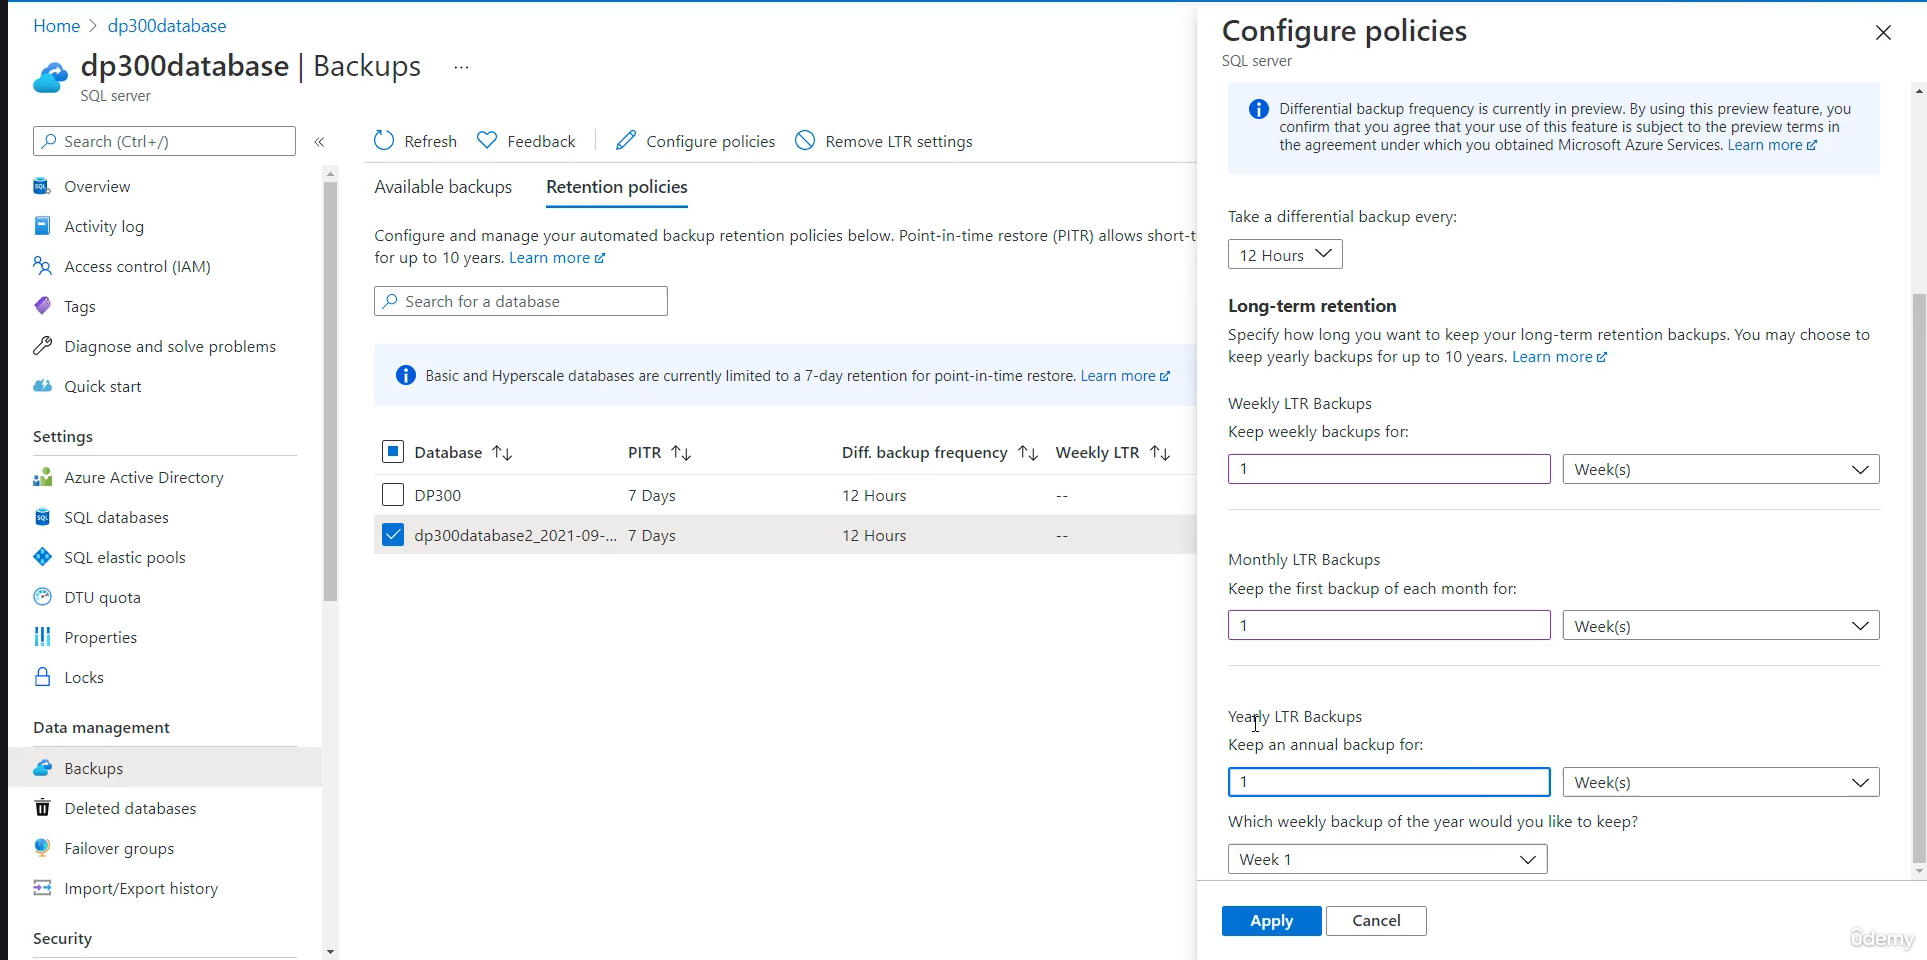 Home > dp300database
dp300database | Backups ...
SQL server
Search (Ctrl+/)
«
Overview
Activity log
Access control (IAM)
Tags
Diagnose and solve problems
Quick start
Settings
Azure Active Directory
SQL databases
SQL elastic pools
DTU quota
Properties
Locks
Data management
Backups
Deleted databases
Failover groups
Import/Export history
Security
Refresh Feedback Configure policies Remove LTR settings
Available backups Retention policies
Configure and manage your automated backup retention policies below. Point-in-time restore (PITR) allows short-t
for up to 10 years. Learn more
Search for a database
Basic and Hyperscale databases are currently limited to a 7-day retention for point-in-time restore. Learn more
Database PITR Diff. backup frequency Weekly LTR
DP300 7 Days 12 Hours --
dp300database2_2021-09-... 7 Days 12 Hours --
Configure policies
SQL server
Differential backup frequency is currently in preview. By using this preview feature, you
confirm that you agree that your use of this feature is subject to the preview terms in
the agreement under which you obtained Microsoft Azure Services. Learn more
Take a differential backup every:
12 Hours
Long-term retention
Specify how long you want to keep your long-term retention backups. You may choose to
keep yearly backups for up to 10 years. Learn more
Weekly LTR Backups
Keep weekly backups for:
1 Week(s)
Monthly LTR Backups
Keep the first backup of each month for:
1 Week(s)
Yearly LTR Backups
Keep an annual backup for:
1 Week(s)
Which weekly backup of the year would you like to keep?
Week 1
Apply Cancel
ûdemy